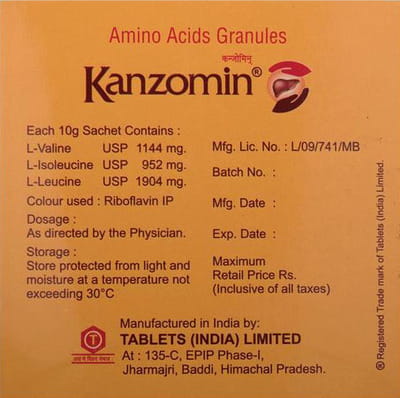 Amino Acids Granules
कन्जोमिन्
Kanzomin®
Each 10g Sachet Contains :
L-Valine USP 1144 mg.
L-Isoleucine USP 952 mg.
L-Leucine USP 1904 mg.
Colour used : Riboflavin IP
Dosage :
As directed by the Physician.
Storage :
Store protected from light and
moisture at a temperature not
exceeding 30°C
Mfg. Lic. No. : L/09/741/MB
Batch No. :
Mfg. Date :
Exp. Date :
Maximum
Retail Price Rs.
(Inclusive of all taxes)
® Registered Trade mark of Tablets (India) Limited.
Manufactured in India by:
TABLETS (INDIA) LIMITED
At : 135-C, EPIP Phase-I,
Jharmajri, Baddi, Himachal Pradesh.